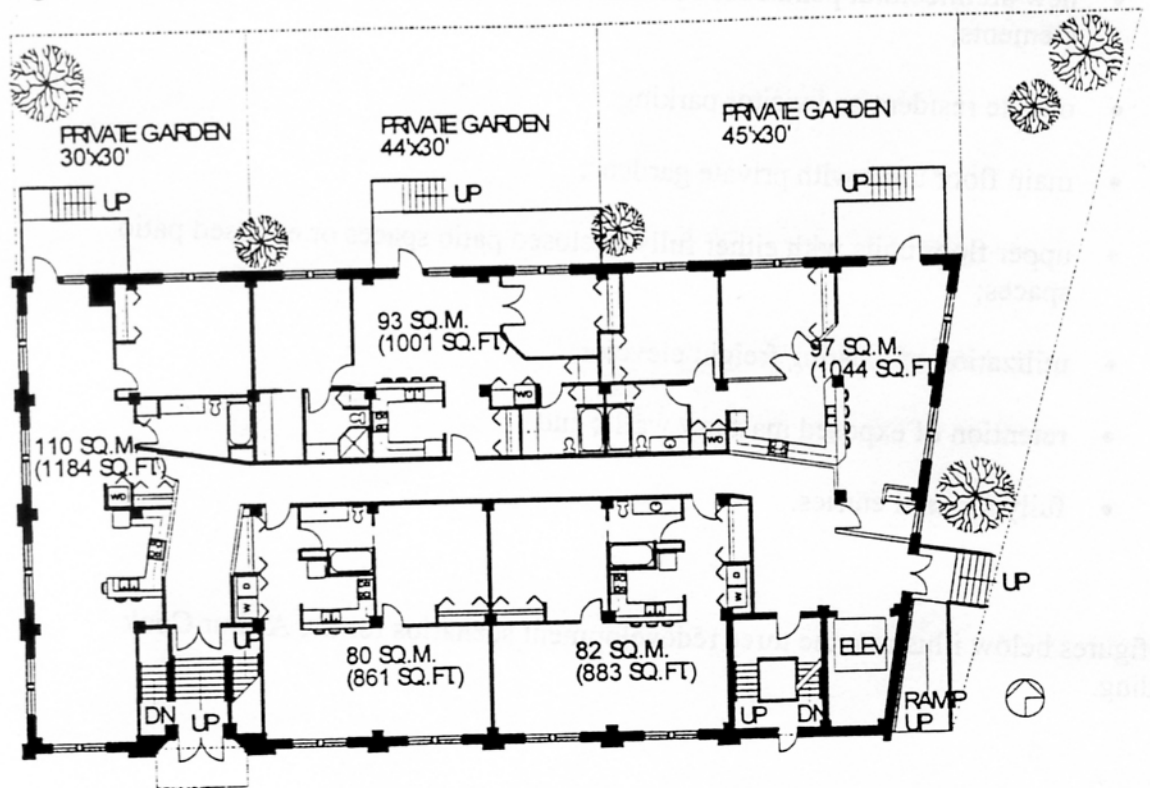 PRIVATE GARDEN
30'x30'
PRIVATE GARDEN
44'x30'
PRIVATE GARDEN
45'x30'
UP
UP
UP
93 SQ.M.
(1001 SQ.FT)
97 SQ.M.
(1044 SQ.FT)
110 SQ.M.
(1184 SQ.FT)
W/D
W/D
W/D
D
W
D
W
80 SQ.M.
(861 SQ.FT)
82 SQ.M.
(883 SQ.FT)
UP
UP
DN
UP
UP
DN
ELEV
RAMP
UP